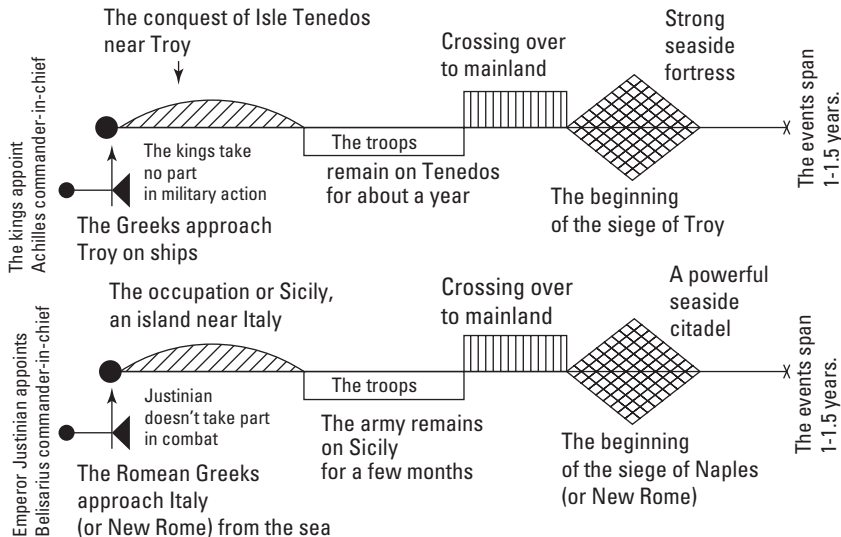 The conquest of Isle Tenedos
near Troy
Crossing over
to mainland
Strong
seaside
fortress
The kings appoint
Achilles commander-in-chief
The kings take
no part
in military action
The troops
remain on Tenedos
for about a year
The Greeks approach
Troy on ships
The beginning
of the siege of Troy
The events span
1-1.5 years.
The occupation or Sicily,
an island near Italy
Crossing over
to mainland
A powerful
seaside
citadel
Emperor Justinian appoints
Belisarius commander-in-chief
Justinian
doesn't take part
in combat
The troops
The army remains
on Sicily
for a few months
The Romean Greeks
approach Italy
(or New Rome) from the sea
The beginning
of the siege of Naples
(or New Rome)
The events span
1-1.5 years.